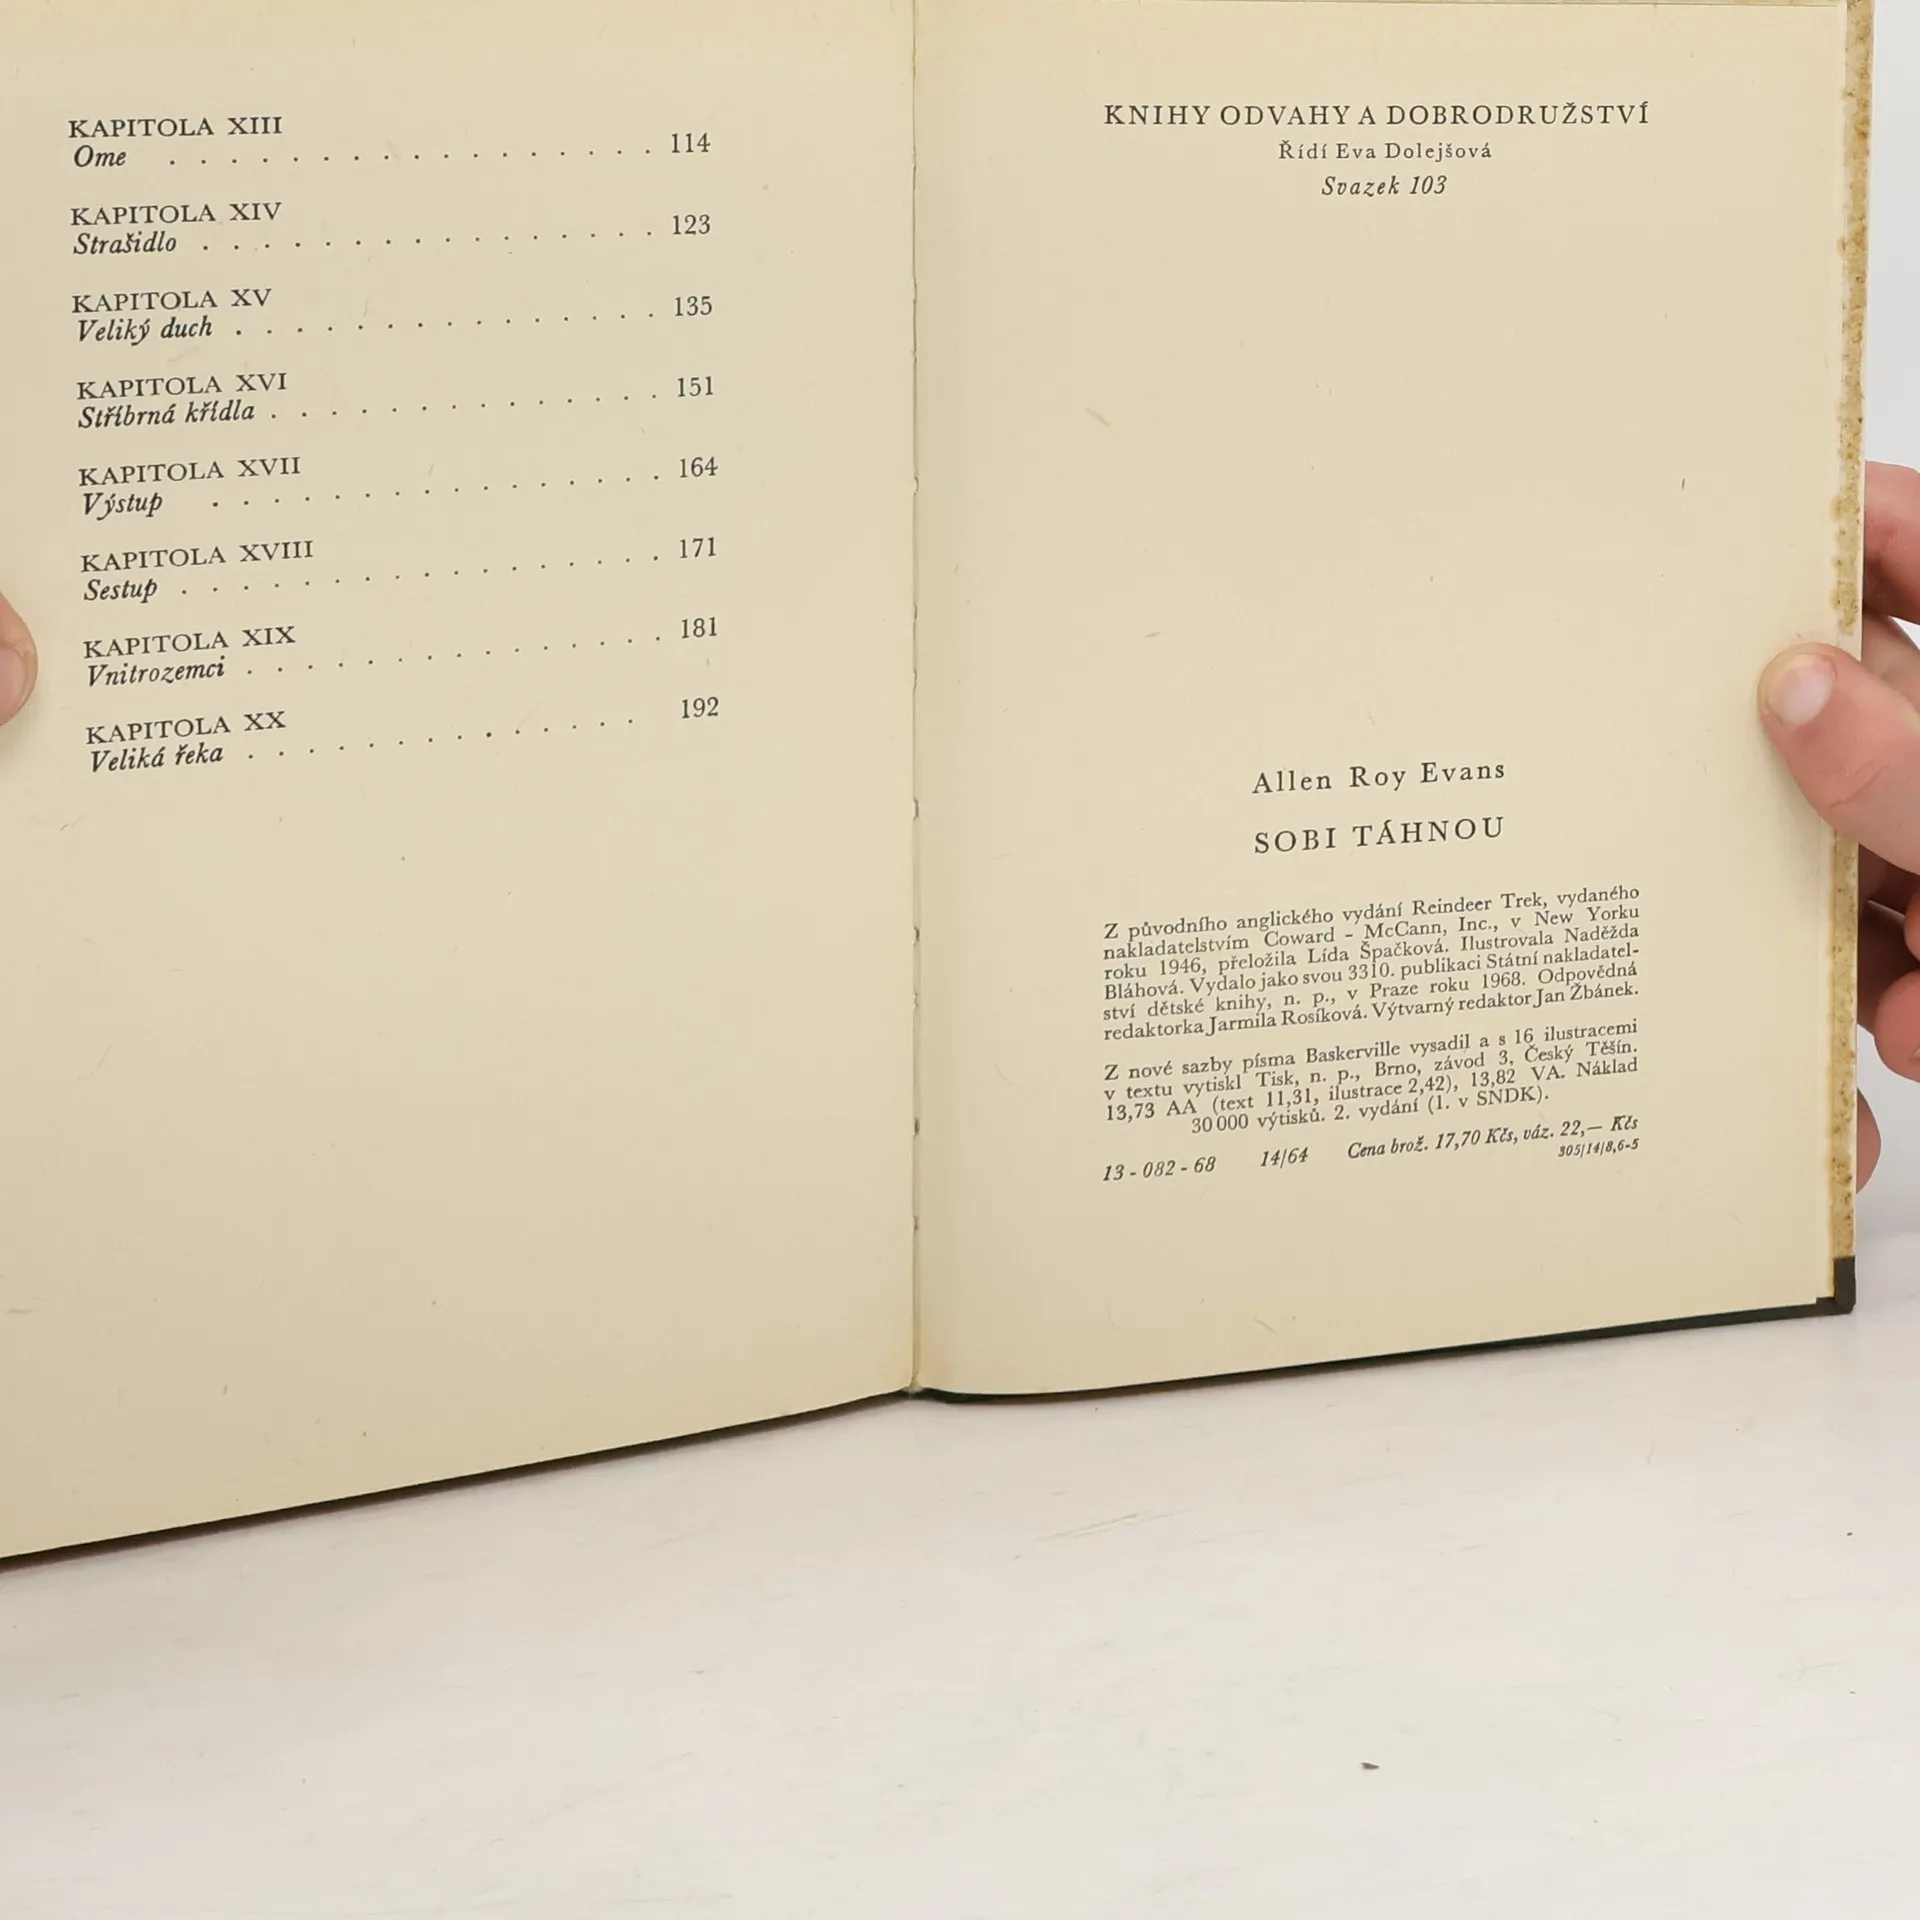 KAPITOLA XIII
Ome . . . . . . . . . . . . . . . . . 114
KAPITOLA XIV
Strašidlo . . . . . . . . . . . . . . . . 123
KAPITOLA XV
Veliký duch . . . . . . . . . . . . . . . 135
KAPITOLA XVI
Stříbrná křídla . . . . . . . . . . . . . . 151
KAPITOLA XVII
Výstup . . . . . . . . . . . . . . . . 164
KAPITOLA XVIII
Sestup . . . . . . . . . . . . . . . . . 171
KAPITOLA XIX
Vnitrozemci . . . . . . . . . . . . . . . 181
KAPITOLA XX
Veliká řeka . . . . . . . . . . . . . . 192
KNIHY ODVAHY A DOBRODRUŽSTVÍ
Řídí Eva Dolejšová
Svazek 103
Allen Roy Evans
SOBI TÁHNOU
Z původního anglického vydání Reindeer Trek, vydaného
nakladatelstvím Coward - McCann, Inc., v New Yorku
roku 1946, přeložila Lída Špačková. Ilustrovala Naděžda
Bláhová. Vydalo jako svou 3310. publikaci Státní nakladatel-
ství dětské knihy, n. p., v Praze roku 1968. Odpovědná
redaktorka Jarmila Rosíková. Výtvarný redaktor Jan Žbánek.
Z nové sazby písma Baskerville vysadil a s 16 ilustracemi
v textu vytiskl Tisk, n. p., Brno, závod 3, Český Těšín.
13,73 AA (text 11,31, ilustrace 2,42), 13,82 VA. Náklad
30 000 výtisků. 2. vydání (1. v SNDK).
13 - 082 - 68 14/64 Cena brož. 17,70 Kčs, váz. 22,— Kčs
305/14/8,6-5